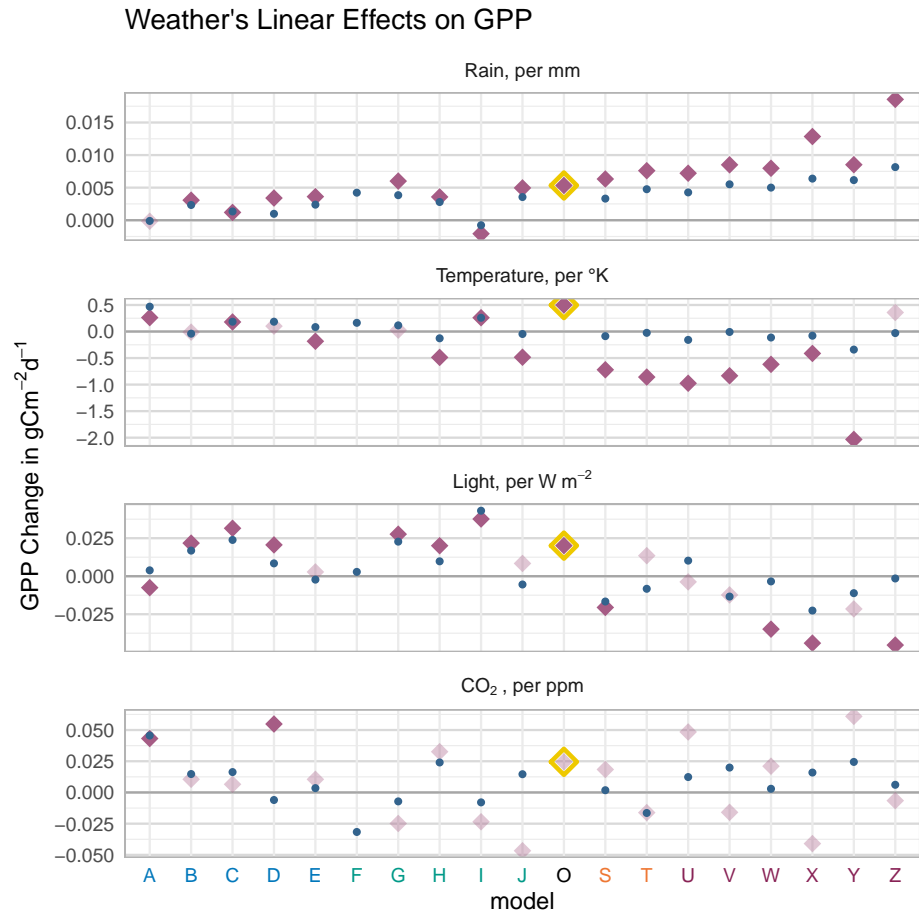 Weather's Linear Effects on GPP
Rain, per mm
0.015
0.010
0.005
0.000
Temperature, per °K
0.5
0.0
−0.5
−1.0
−1.5
−2.0
Light, per W m⁻²
0.025
0.000
−0.025
CO₂ , per ppm
0.050
0.025
0.000
−0.025
−0.050
A B C D E F G H I J O S T U V W X Y Z
model
GPP Change in gCm⁻²d⁻¹